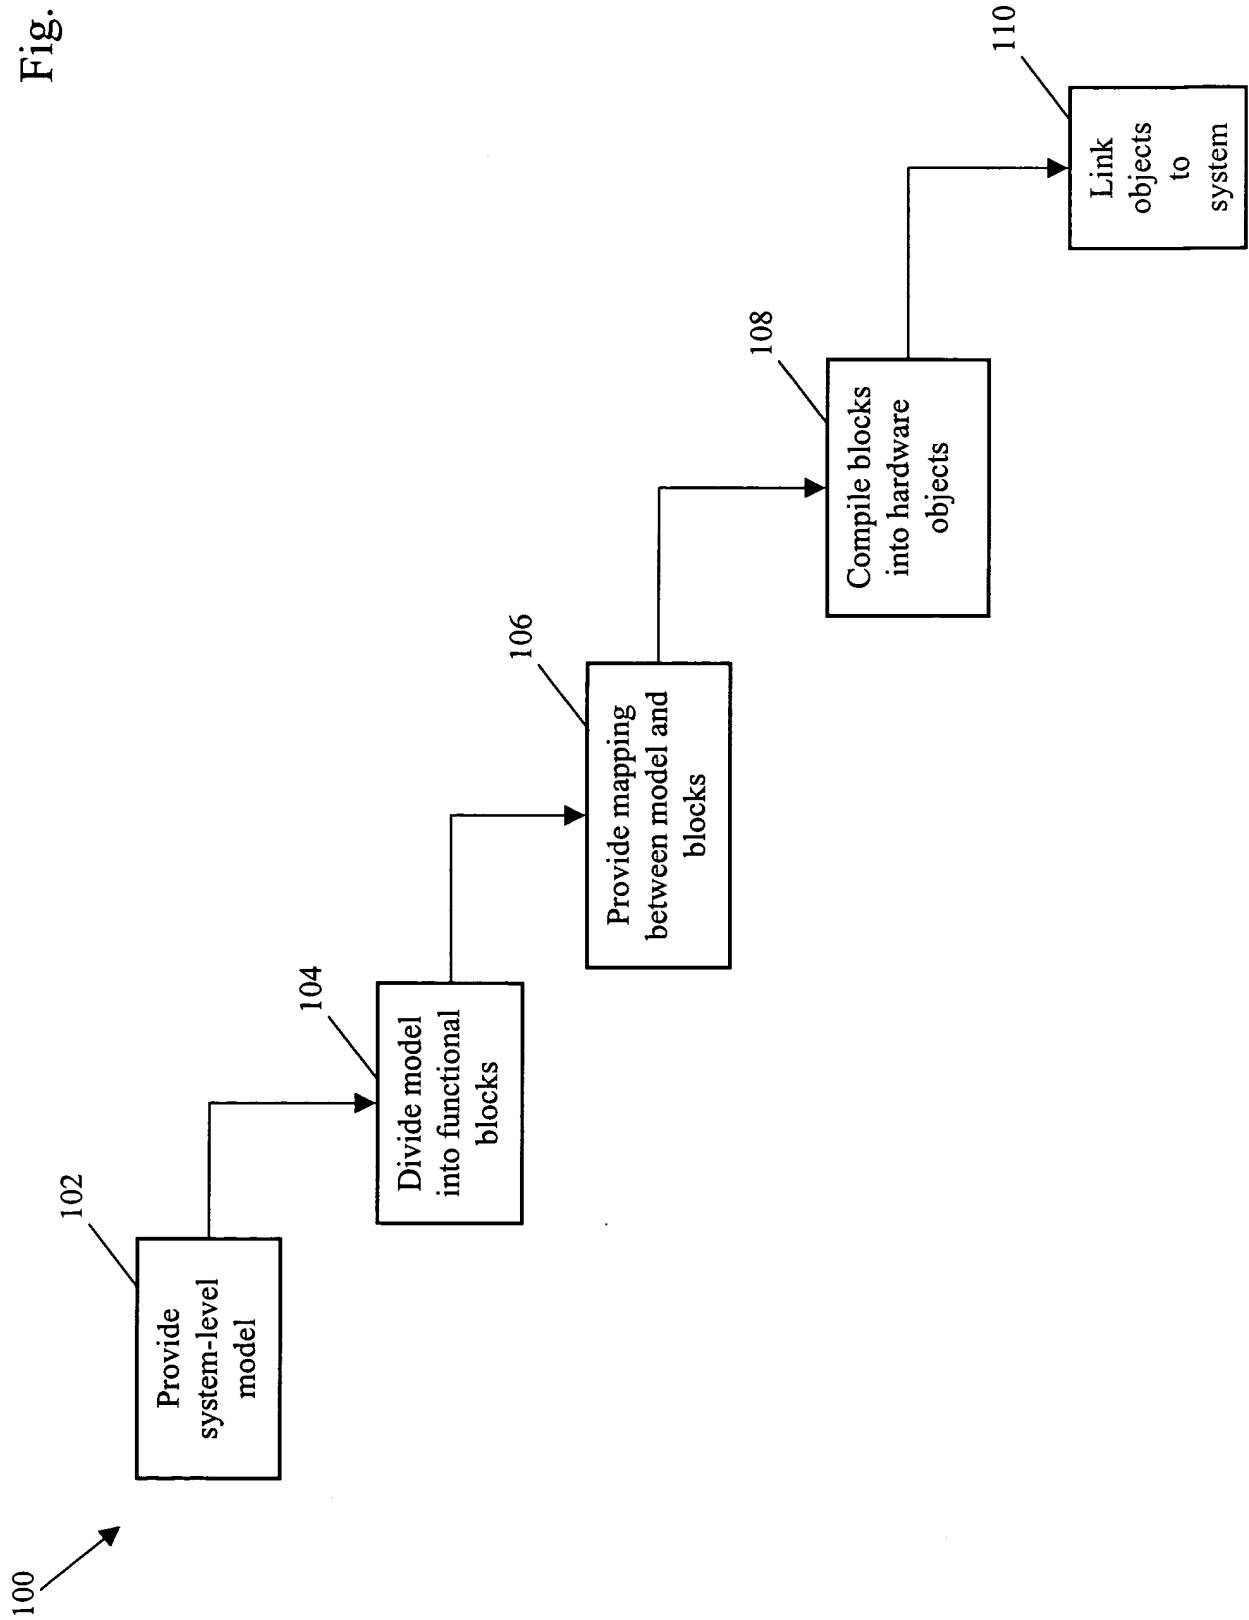 Fig.
100
102
Provide
system-level
model
104
Divide model
into functional
blocks
106
Provide mapping
between model and
blocks
108
Compile blocks
into hardware
objects
110
Link
objects
to
system